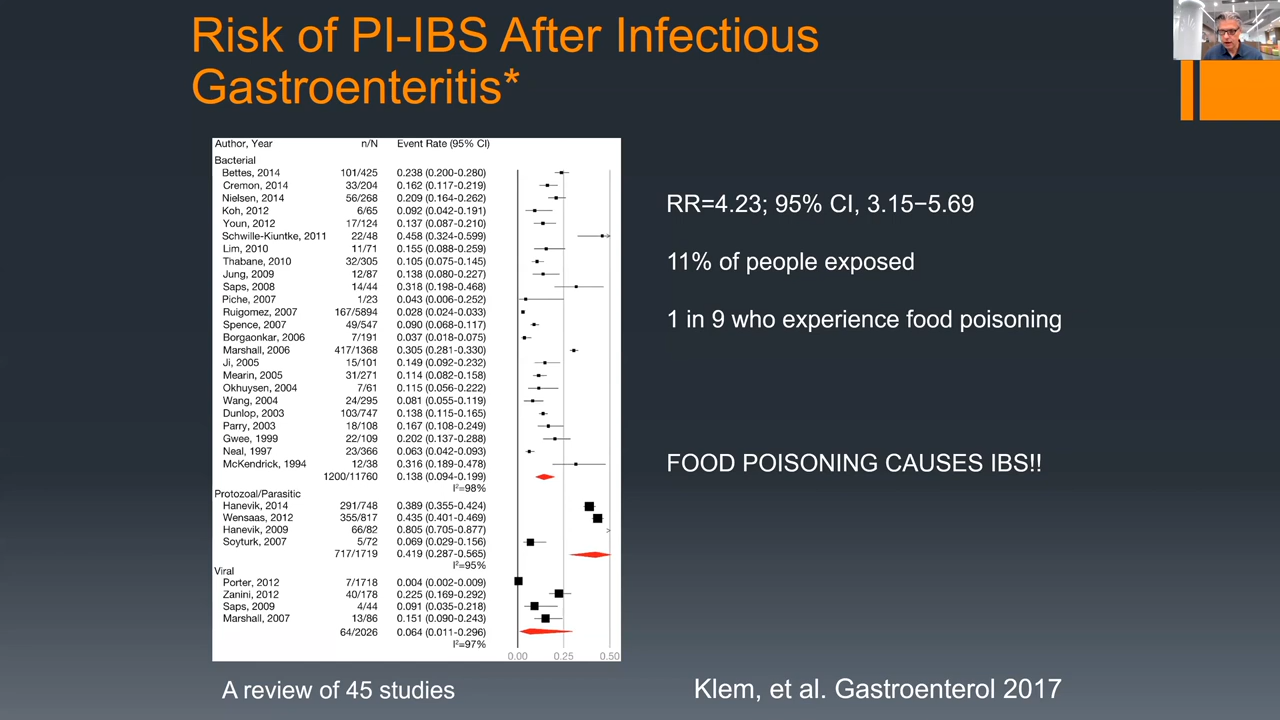 Risk of PI-IBS After Infectious
Gastroenteritis*
Author, Year n/N Event Rate (95% CI)
Bacterial
Bettes, 2014 101/425 0.238 (0.200-0.280)
Cremon, 2014 33/204 0.162 (0.117-0.219)
Nielsen, 2014 56/268 0.209 (0.164-0.262)
Koh, 2012 6/65 0.092 (0.042-0.191)
Youn, 2012 17/124 0.137 (0.087-0.210)
Schwille-Kiuntke, 2011 22/48 0.458 (0.324-0.599)
Lim, 2010 11/71 0.155 (0.088-0.259)
Thabane, 2010 32/305 0.105 (0.075-0.145)
Jung, 2009 12/87 0.138 (0.080-0.227)
Saps, 2008 14/44 0.318 (0.198-0.468)
Piche, 2007 1/23 0.043 (0.006-0.252)
Ruigomez, 2007 167/5894 0.028 (0.024-0.033)
Spence, 2007 49/547 0.090 (0.068-0.117)
Borgaonkar, 2006 7/191 0.037 (0.018-0.075)
Marshall, 2006 417/1368 0.305 (0.281-0.330)
Ji, 2005 15/101 0.149 (0.092-0.232)
Mearin, 2005 31/271 0.114 (0.082-0.158)
Okhuysen, 2004 7/61 0.115 (0.056-0.222)
Wang, 2004 24/295 0.081 (0.055-0.119)
Dunlop, 2003 103/747 0.138 (0.115-0.165)
Parry, 2003 18/108 0.167 (0.108-0.249)
Gwee, 1999 22/109 0.202 (0.137-0.288)
Neal, 1997 23/366 0.063 (0.042-0.093)
McKendrick, 1994 12/38 0.316 (0.189-0.478)
1200/11760 0.138 (0.094-0.199)
I²=98%
Protozoal/Parasitic
Hanevik, 2014 291/748 0.389 (0.355-0.424)
Wensaas, 2012 355/817 0.435 (0.401-0.469)
Hanevik, 2009 66/82 0.805 (0.705-0.877)
Soyturk, 2007 5/72 0.069 (0.029-0.156)
717/1719 0.419 (0.287-0.565)
I²=95%
Viral
Porter, 2012 7/1718 0.004 (0.002-0.009)
Zanini, 2012 40/178 0.225 (0.169-0.292)
Saps, 2009 4/44 0.091 (0.035-0.218)
Marshall, 2007 13/86 0.151 (0.090-0.243)
64/2026 0.064 (0.011-0.296)
I²=97%
0.00 0.25 0.50
RR=4.23; 95% CI, 3.15−5.69
11% of people exposed
1 in 9 who experience food poisoning
FOOD POISONING CAUSES IBS!!
A review of 45 studies
Klem, et al. Gastroenterol 2017